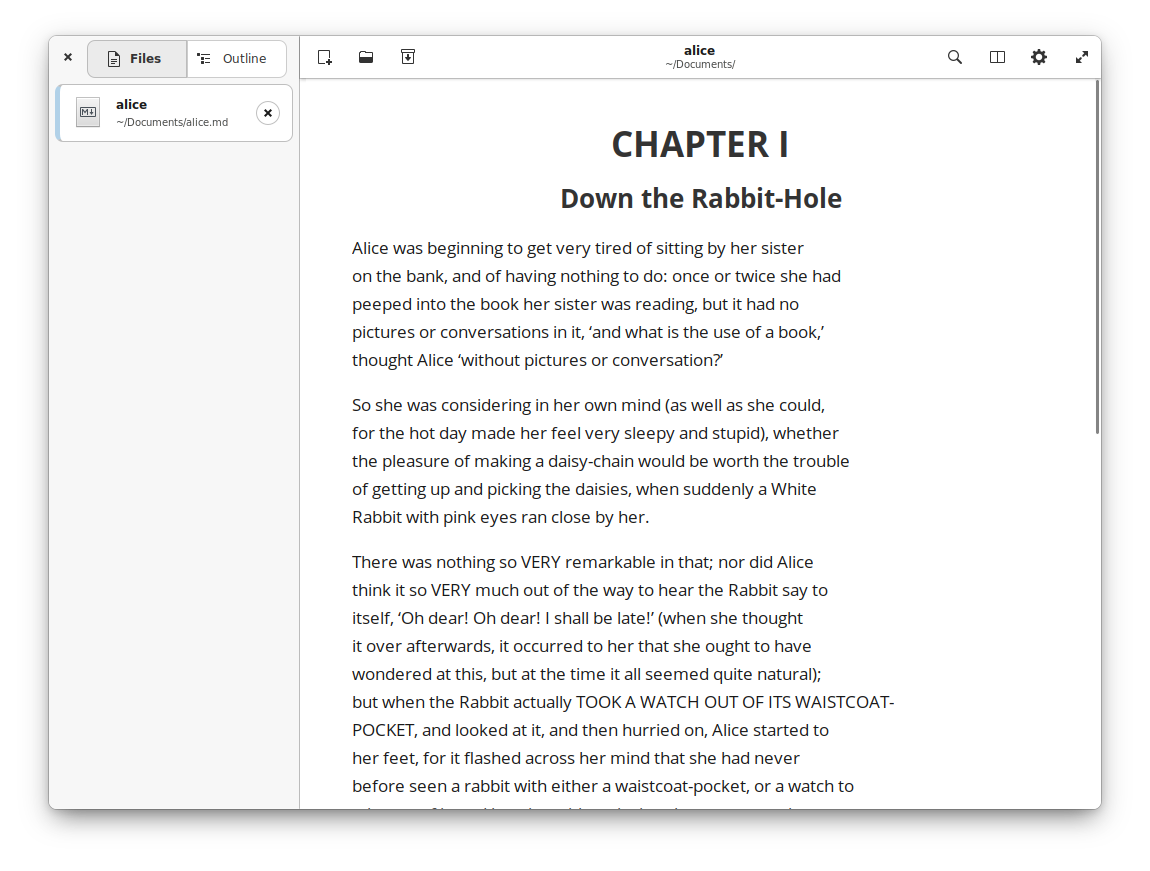 Files
Outline
alice
~/Documents/
alice
~/Documents/alice.md
CHAPTER I
Down the Rabbit-Hole
Alice was beginning to get very tired of sitting by her sister
on the bank, and of having nothing to do: once or twice she had
peeped into the book her sister was reading, but it had no
pictures or conversations in it, ‘and what is the use of a book,’
thought Alice ‘without pictures or conversation?’
So she was considering in her own mind (as well as she could,
for the hot day made her feel very sleepy and stupid), whether
the pleasure of making a daisy-chain would be worth the trouble
of getting up and picking the daisies, when suddenly a White
Rabbit with pink eyes ran close by her.
There was nothing so VERY remarkable in that; nor did Alice
think it so VERY much out of the way to hear the Rabbit say to
itself, ‘Oh dear! Oh dear! I shall be late!’ (when she thought
it over afterwards, it occurred to her that she ought to have
wondered at this, but at the time it all seemed quite natural);
but when the Rabbit actually TOOK A WATCH OUT OF ITS WAISTCOAT-
POCKET, and looked at it, and then hurried on, Alice started to
her feet, for it flashed across her mind that she had never
before seen a rabbit with either a waistcoat-pocket, or a watch to